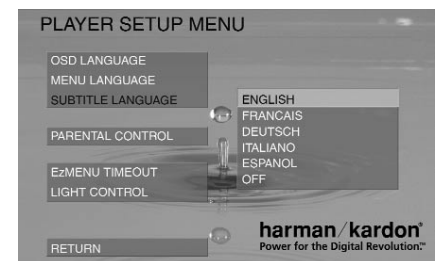 PLAYER SETUP MENU
OSD LANGUAGE
MENU LANGUAGE
SUBTITLE LANGUAGE
PARENTAL CONTROL
EzMENU TIMEOUT
LIGHT CONTROL
RETURN
ENGLISH
FRANCAIS
DEUTSCH
ITALIANO
ESPANOL
OFF
harman/kardon®
Power for the Digital Revolution.™